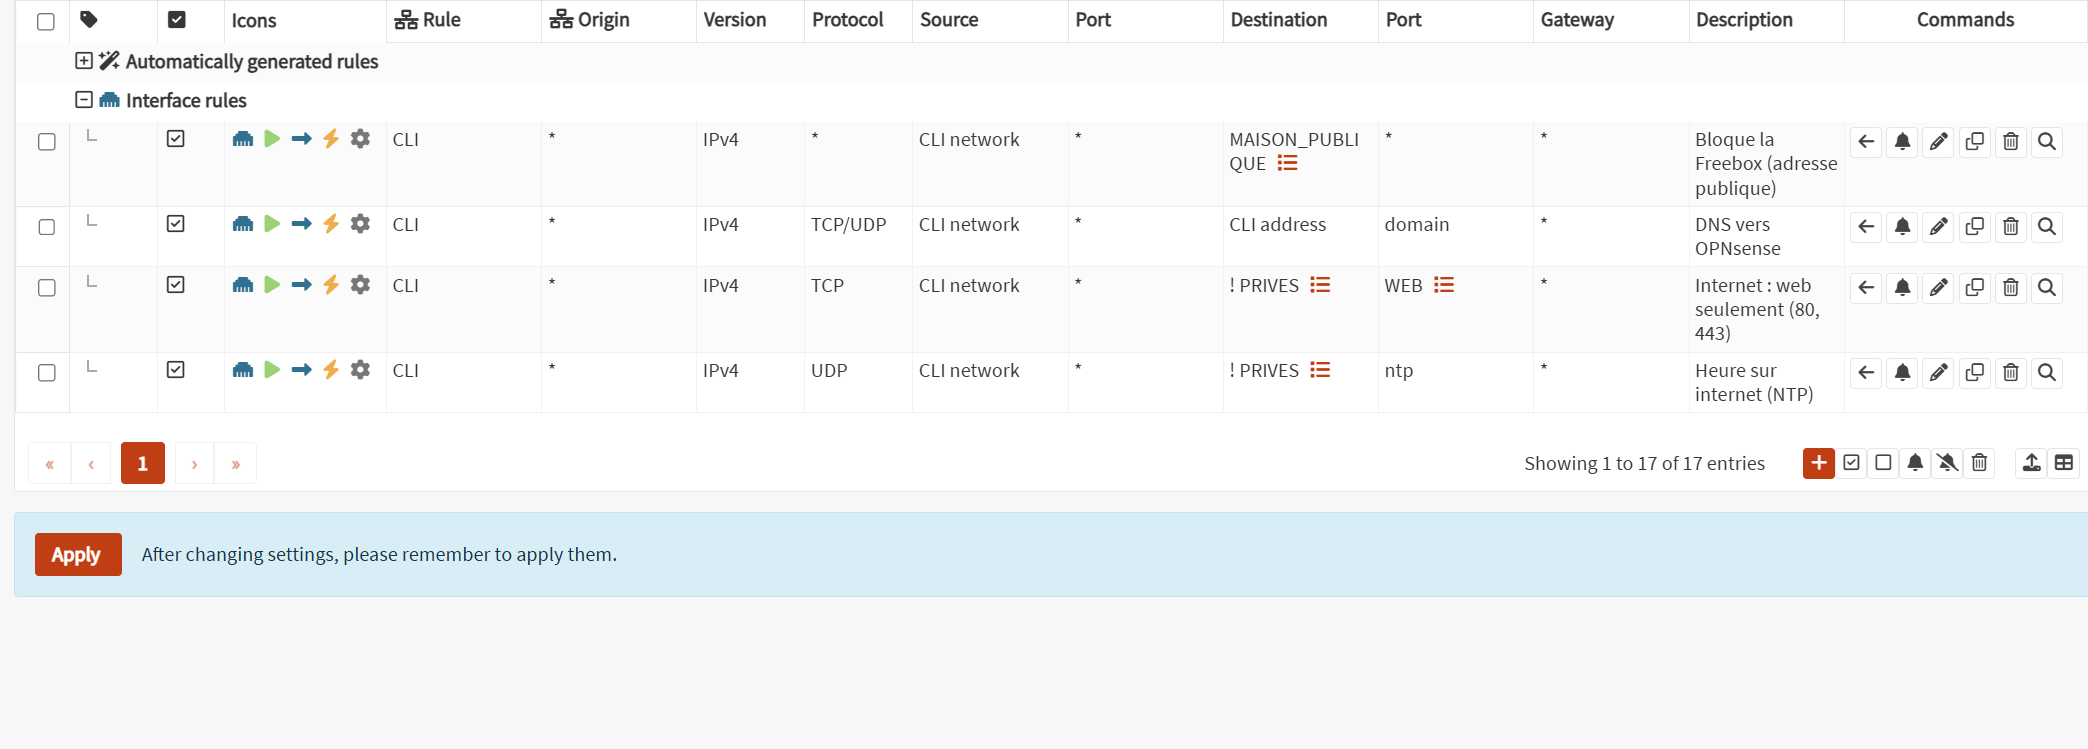 Icons Rule Origin Version Protocol Source Port Destination Port Gateway Description Commands
Automatically generated rules
Interface rules
CLI * IPv4 * CLI network * MAISON_PUBLI * * Bloque la
QUE Freebox (adresse
publique)
CLI * IPv4 TCP/UDP CLI network * CLI address domain * DNS vers
OPNsense
CLI * IPv4 TCP CLI network * ! PRIVES WEB * Internet : web
seulement (80,
443)
CLI * IPv4 UDP CLI network * ! PRIVES ntp * Heure sur
internet (NTP)
« ‹ 1 › » Showing 1 to 17 of 17 entries
Apply After changing settings, please remember to apply them.